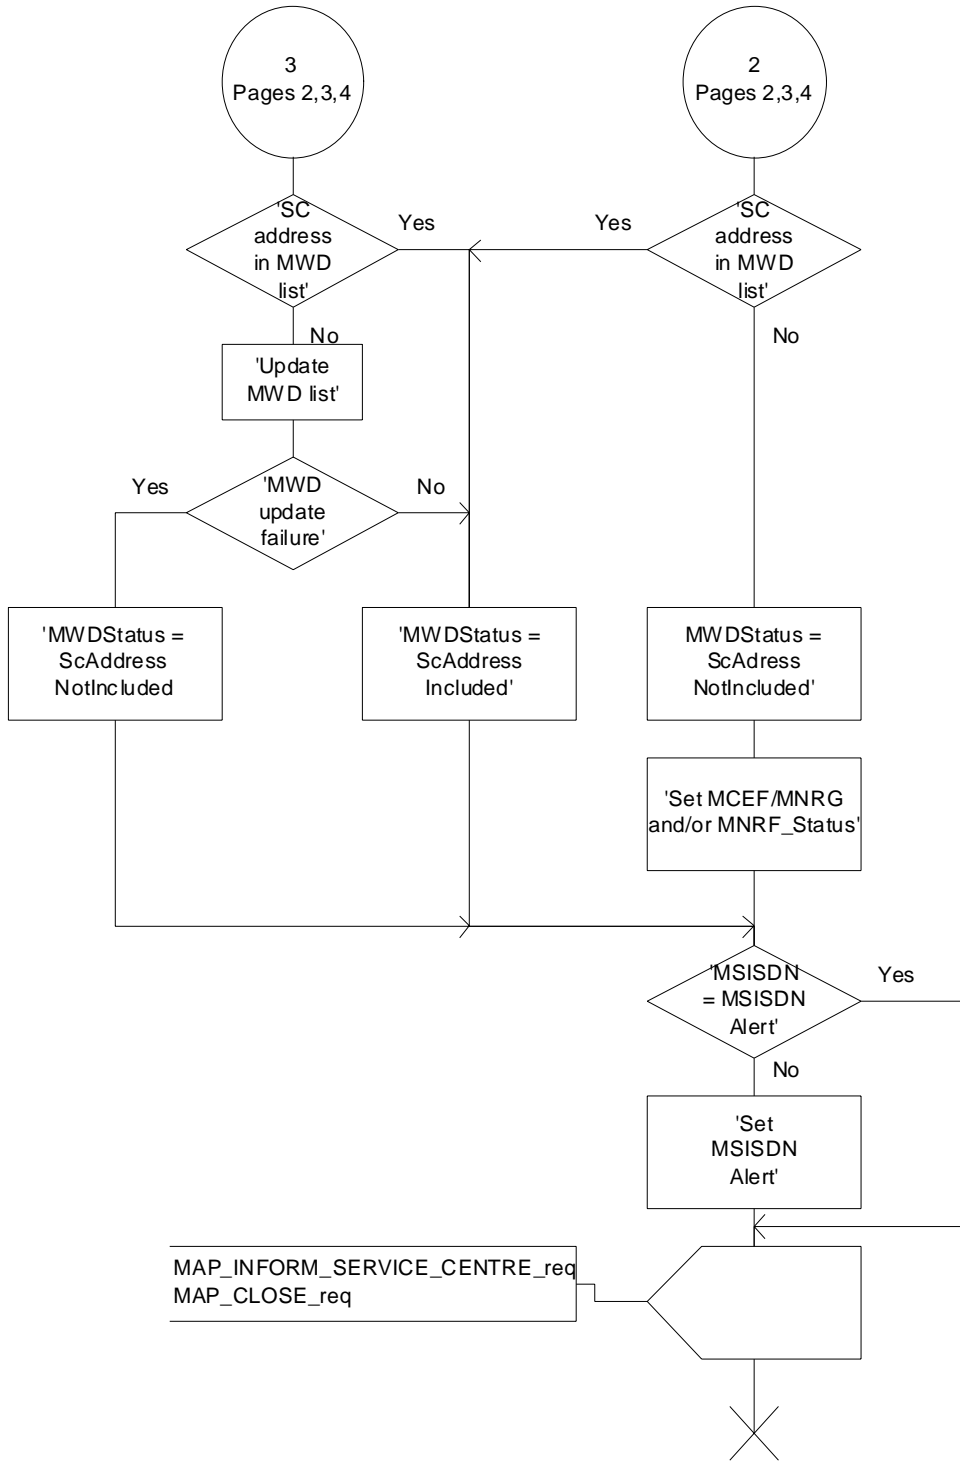 3
Pages 2,3,4
2
Pages 2,3,4
'SC
address
in MWD
list'
Yes
Yes
'SC
address
in MWD
list'
No
No
'Update
MWD list'
Yes
'MWD
update
failure'
No
'MWDStatus =
ScAddress
NotIncluded
'MWDStatus =
ScAddress
Included'
MWDStatus =
ScAdress
NotIncluded'
'Set MCEF/MNRG
and/or MNRF_Status'
'MSISDN
= MSISDN
Alert'
Yes
No
'Set
MSISDN
Alert'
MAP_INFORM_SERVICE_CENTRE_req
MAP_CLOSE_req